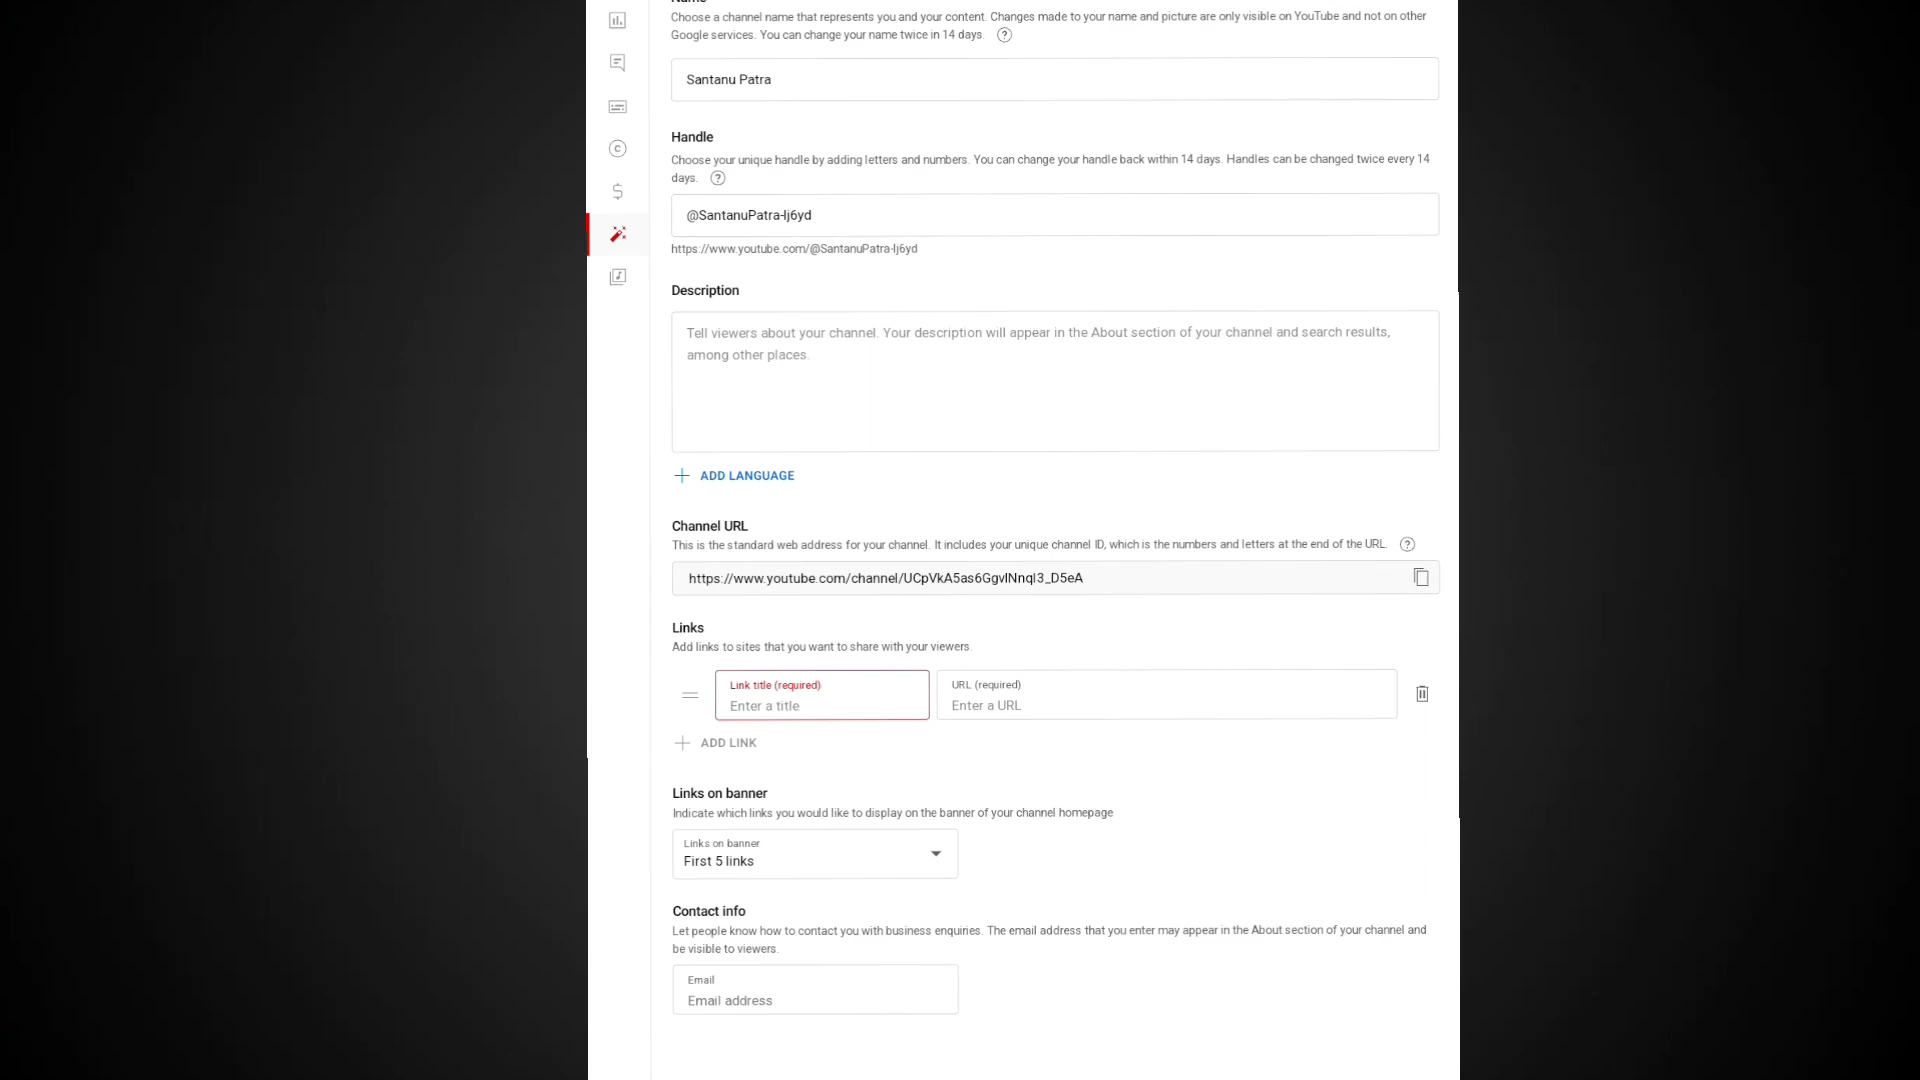 Choose a channel name that represents you and your content. Changes made to your name and picture are only visible on YouTube and not on other
Google services. You can change your name twice in 14 days.
Santanu Patra
Handle
Choose your unique handle by adding letters and numbers. You can change your handle back within 14 days. Handles can be changed twice every 14
days.
@SantanuPatra-lj6yd
https://www.youtube.com/@SantanuPatra-lj6yd
Description
Tell viewers about your channel. Your description will appear in the About section of your channel and search results,
among other places.
ADD LANGUAGE
Channel URL
This is the standard web address for your channel. It includes your unique channel ID, which is the numbers and letters at the end of the URL.
https://www.youtube.com/channel/UCpVkA5as6GgvlNnql3_D5eA
Links
Add links to sites that you want to share with your viewers.
Link title (required)
Enter a title
URL (required)
Enter a URL
ADD LINK
Links on banner
Indicate which links you would like to display on the banner of your channel homepage
Links on banner
First 5 links
Contact info
Let people know how to contact you with business enquiries. The email address that you enter may appear in the About section of your channel and
be visible to viewers.
Email
Email address